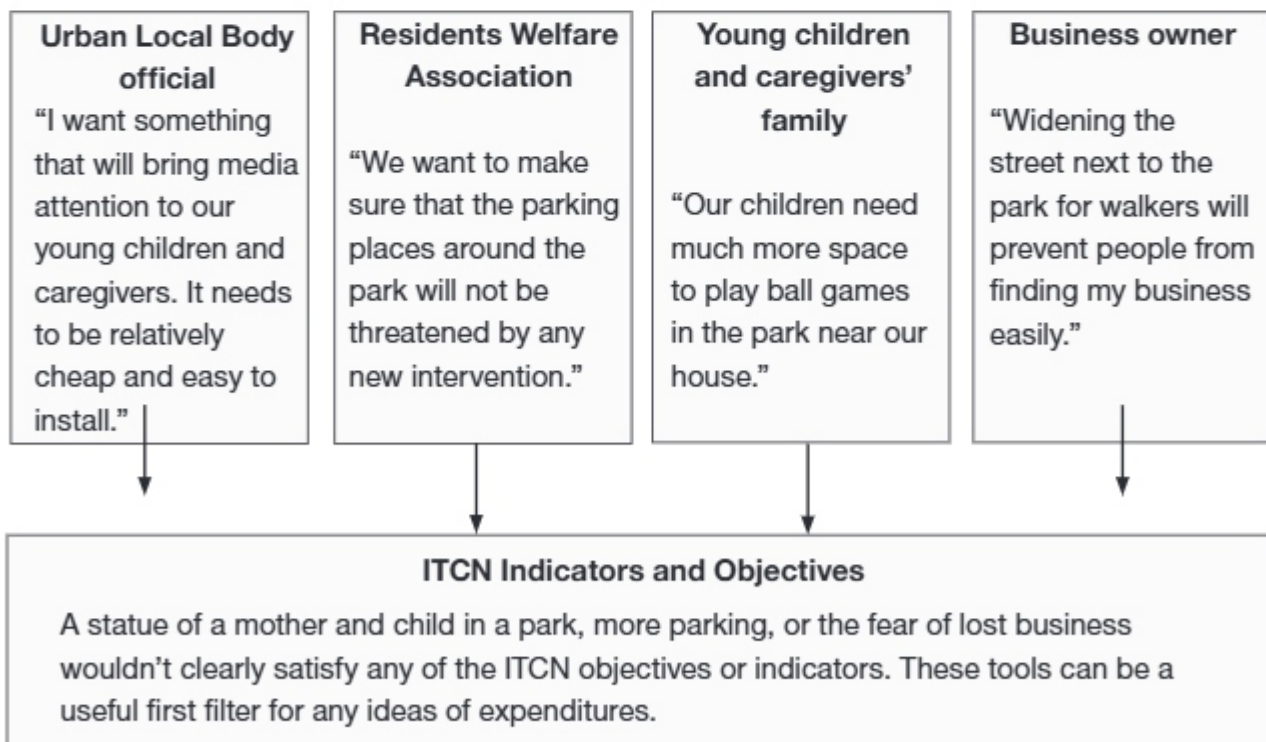 Urban Local Body
official
“I want something
that will bring media
attention to our
young children and
caregivers. It needs
to be relatively
cheap and easy to
install.”
Residents Welfare
Association
“We want to make
sure that the parking
places around the
park will not be
threatened by any
new intervention.”
Young children
and caregivers’
family
“Our children need
much more space
to play ball games
in the park near our
house.”
Business owner
“Widening the
street next to the
park for walkers will
prevent people from
finding my business
easily.”
ITCN Indicators and Objectives
A statue of a mother and child in a park, more parking, or the fear of lost business
wouldn’t clearly satisfy any of the ITCN objectives or indicators. These tools can be a
useful first filter for any ideas of expenditures.